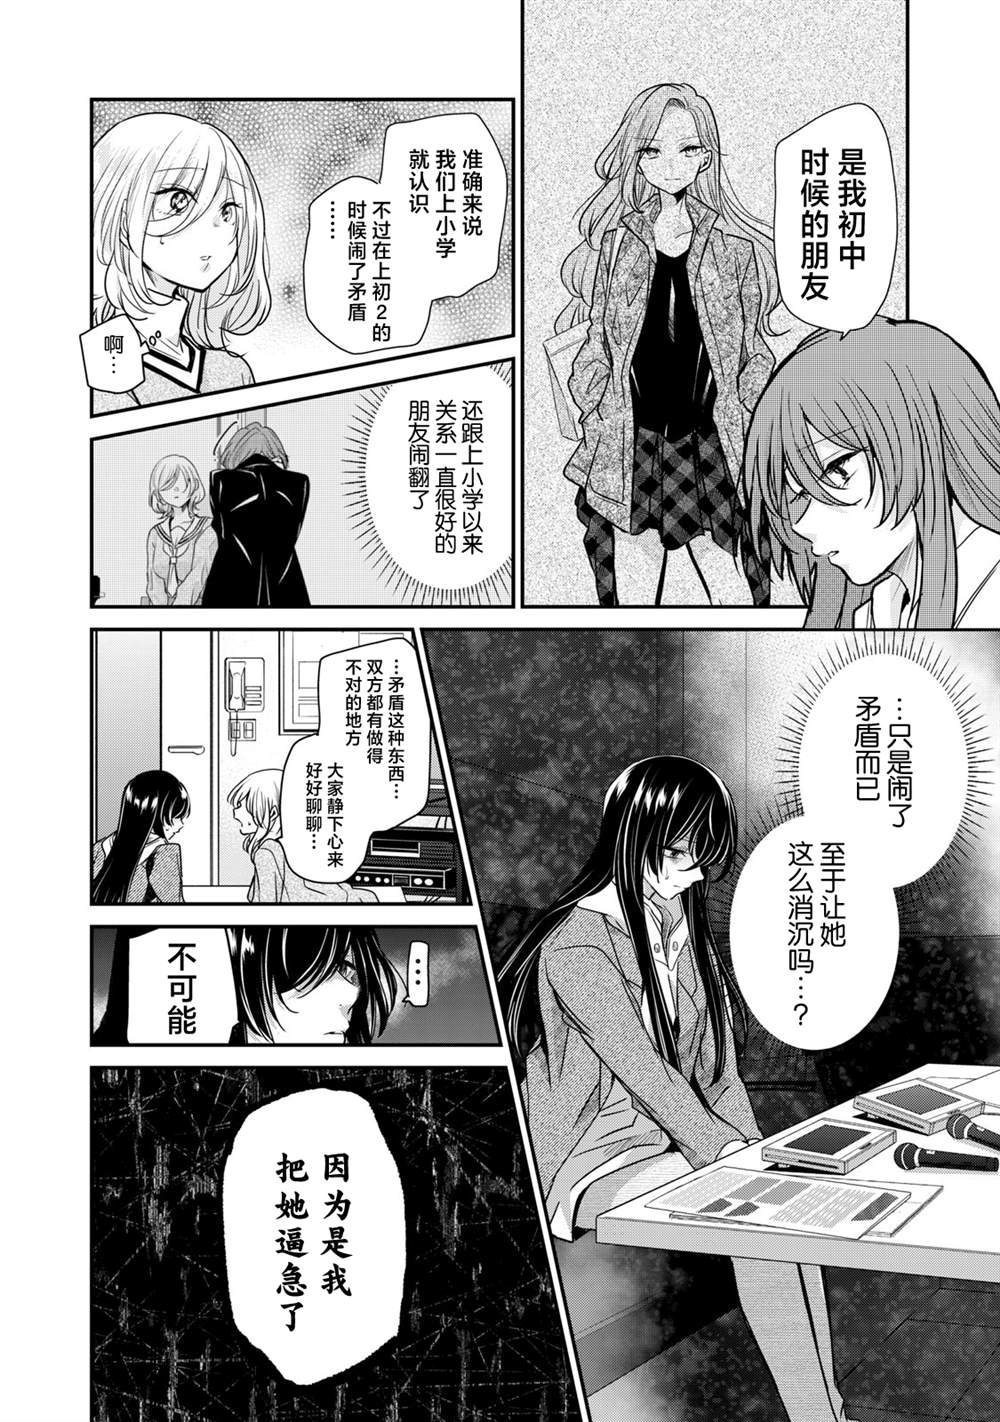 是我初中
时候的朋友
准确来说
我们上小学
就认识
不过在上初2的
时候闹了矛盾
……
啊…
还跟上小学以来
关系一直很好的
朋友闹翻了
…只是闹了
矛盾而已
至于让她
这么消沉吗…?
…矛盾这种东西…
双方都有做得
不对的地方
大家静下心来
好好聊聊…
…
不可能
因为是我
把她逼急了